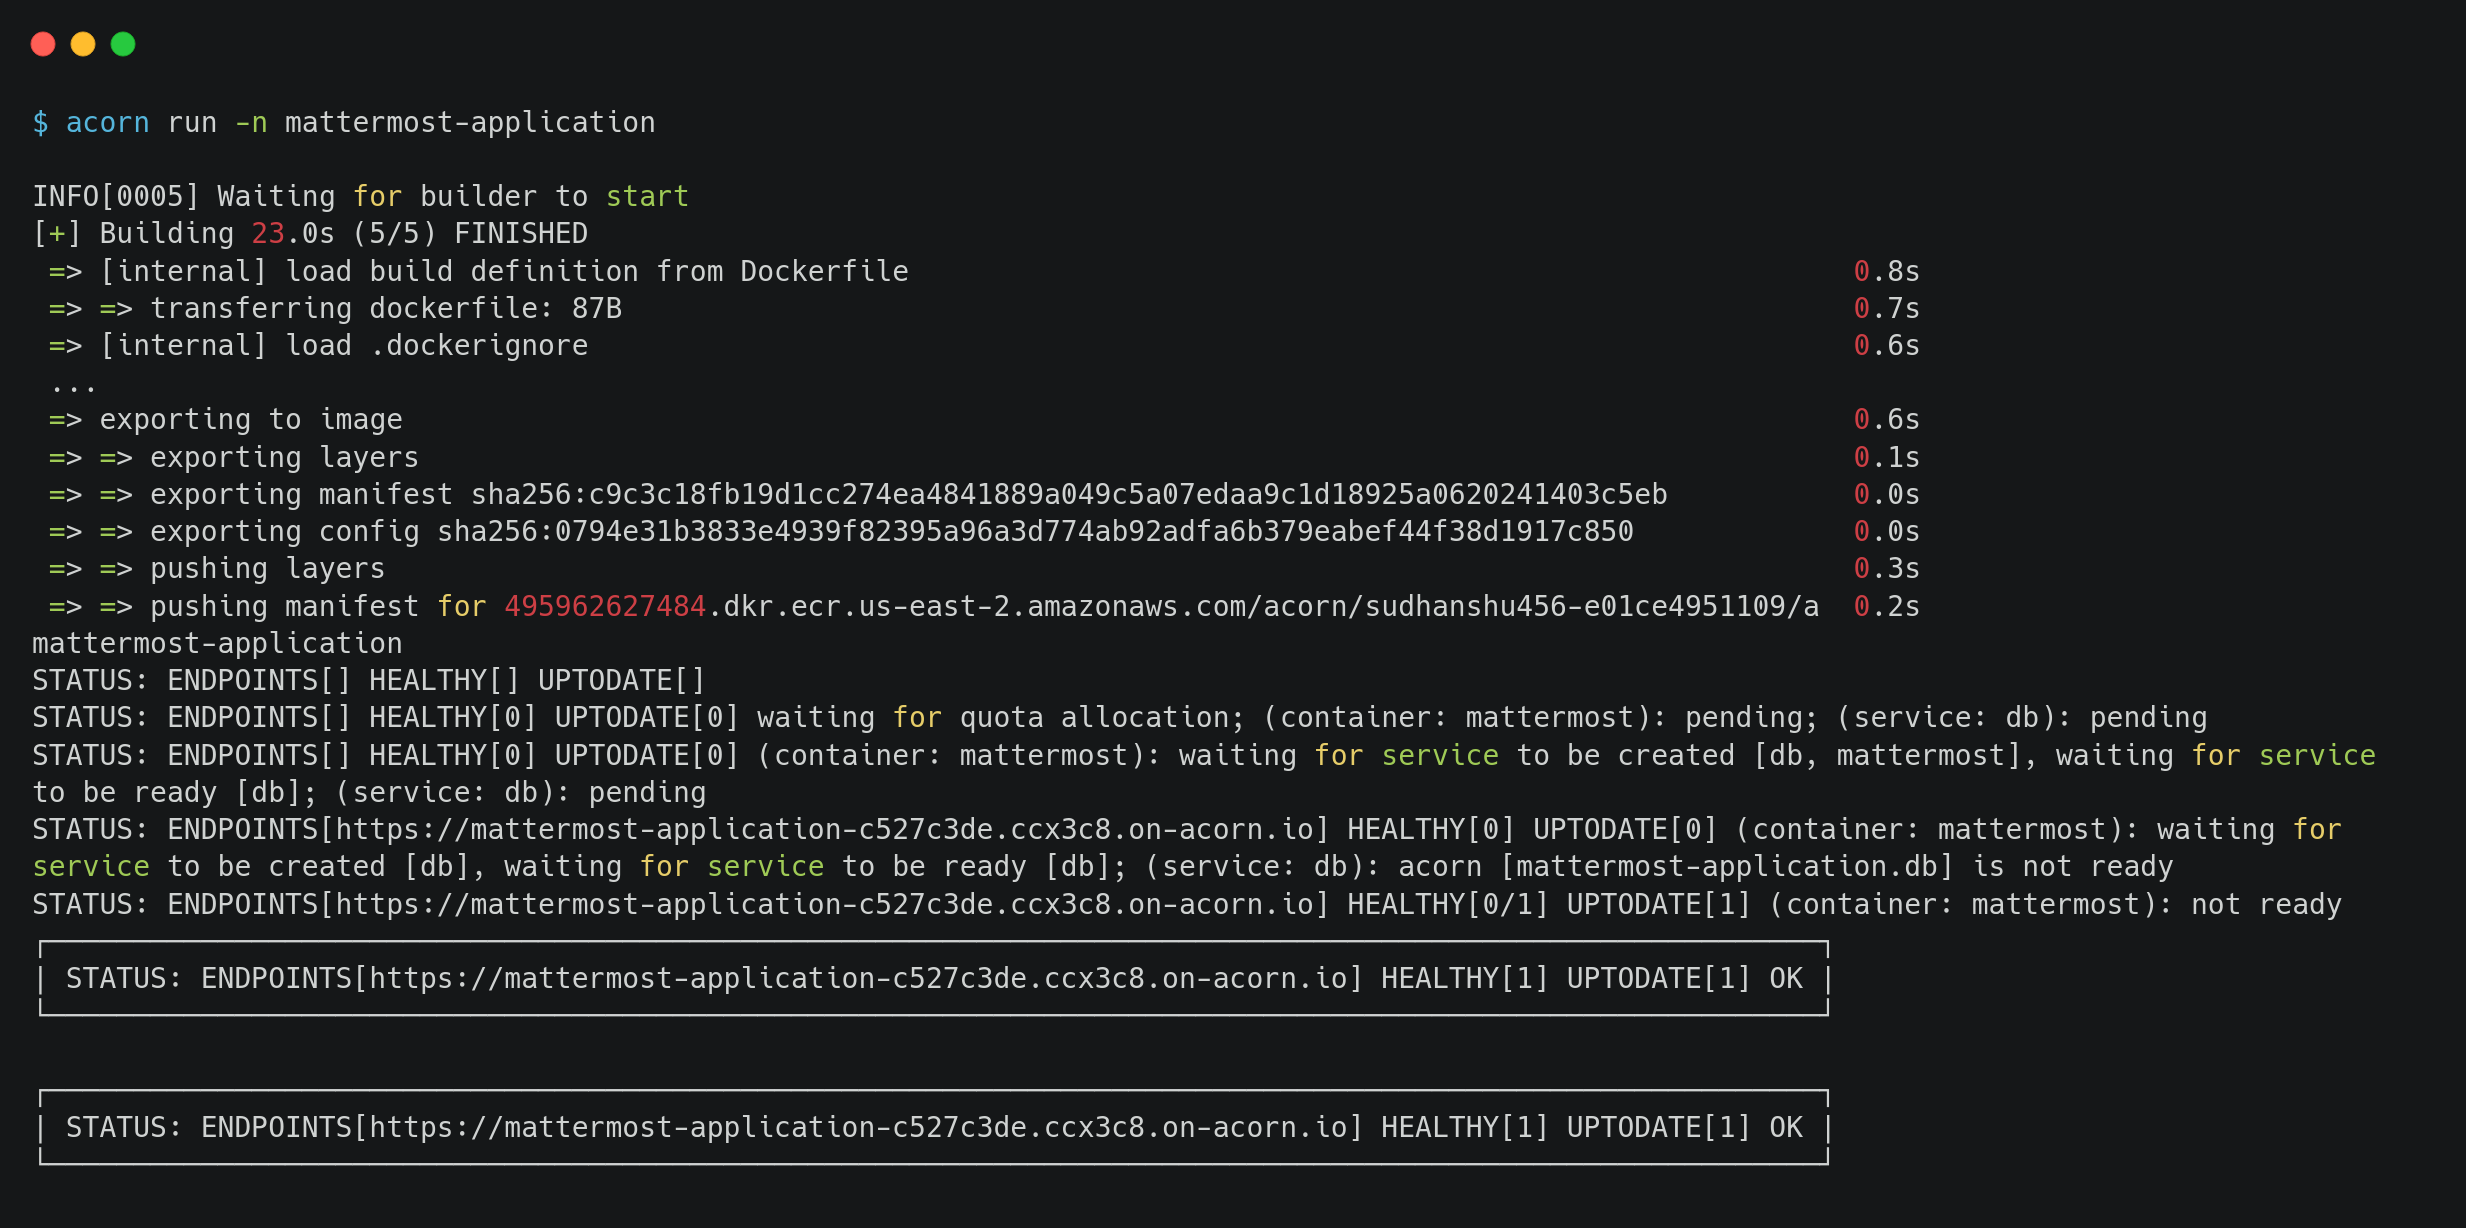 $ acorn run -n mattermost-application
INFO[0005] Waiting for builder to start
[+] Building 23.0s (5/5) FINISHED
=> [internal] load build definition from Dockerfile 0.8s
=> => transferring dockerfile: 87B 0.7s
=> [internal] load .dockerignore 0.6s
...
=> exporting to image 0.6s
=> => exporting layers 0.1s
=> => exporting manifest sha256:c9c3c18fb19d1cc274ea4841889a049c5a07edaa9c1d18925a0620241403c5eb 0.0s
=> => exporting config sha256:0794e31b3833e4939f82395a96a3d774ab92adfa6b379eabef44f38d1917c850 0.0s
=> => pushing layers 0.3s
=> => pushing manifest for 495962627484.dkr.ecr.us-east-2.amazonaws.com/acorn/sudhanshu456-e01ce4951109/a 0.2s
mattermost-application
STATUS: ENDPOINTS[] HEALTHY[] UPTODATE[]
STATUS: ENDPOINTS[] HEALTHY[0] UPTODATE[0] waiting for quota allocation; (container: mattermost): pending; (service: db): pending
STATUS: ENDPOINTS[] HEALTHY[0] UPTODATE[0] (container: mattermost): waiting for service to be created [db, mattermost], waiting for service
to be ready [db]; (service: db): pending
STATUS: ENDPOINTS[https://mattermost-application-c527c3de.ccx3c8.on-acorn.io] HEALTHY[0] UPTODATE[0] (container: mattermost): waiting for
service to be created [db], waiting for service to be ready [db]; (service: db): acorn [mattermost-application.db] is not ready
STATUS: ENDPOINTS[https://mattermost-application-c527c3de.ccx3c8.on-acorn.io] HEALTHY[0/1] UPTODATE[1] (container: mattermost): not ready
| STATUS: ENDPOINTS[https://mattermost-application-c527c3de.ccx3c8.on-acorn.io] HEALTHY[1] UPTODATE[1] OK |
| STATUS: ENDPOINTS[https://mattermost-application-c527c3de.ccx3c8.on-acorn.io] HEALTHY[1] UPTODATE[1] OK |